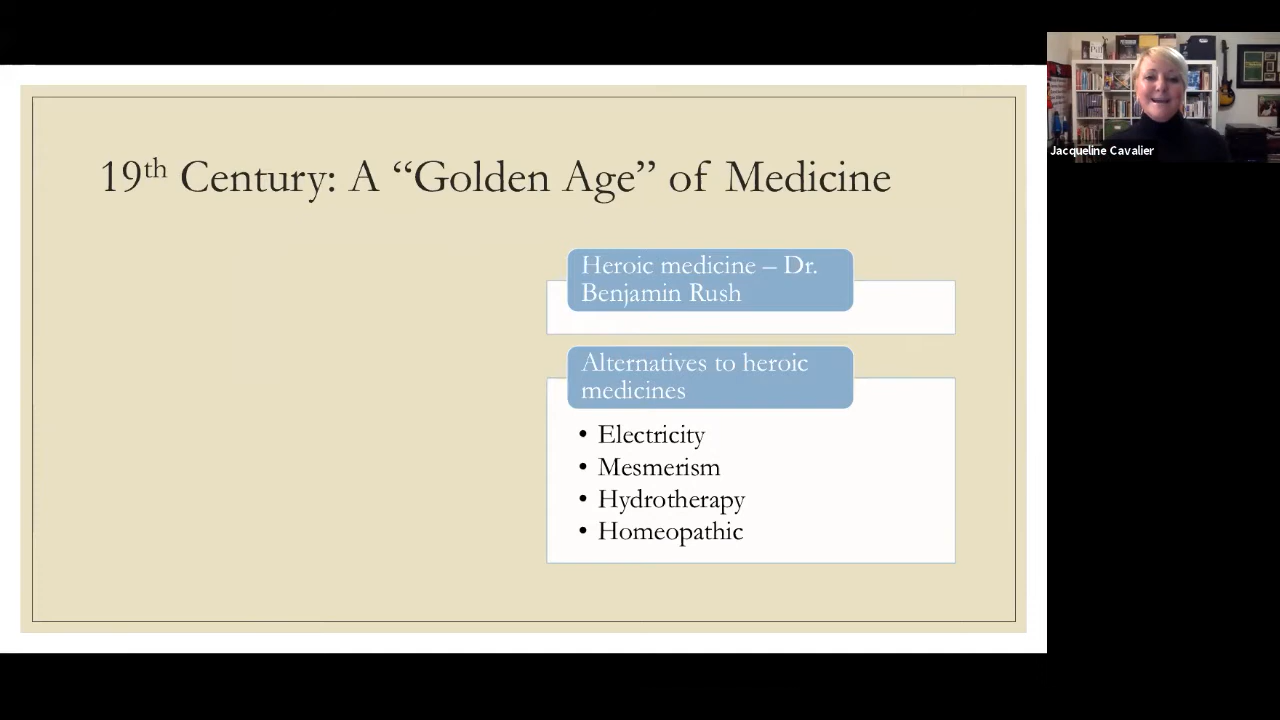 19th Century: A “Golden Age” of Medicine
Heroic medicine – Dr.
Benjamin Rush
Alternatives to heroic
medicines
• Electricity
• Mesmerism
• Hydrotherapy
• Homeopathic
Jacqueline Cavalier